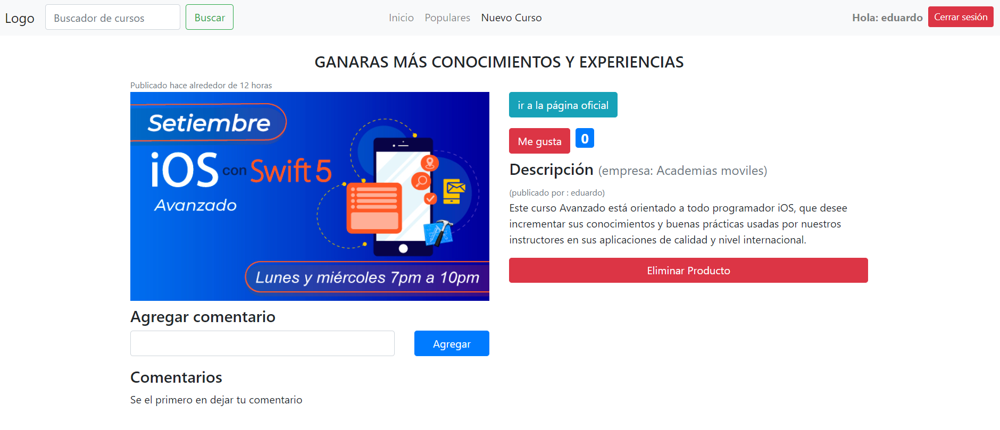 Logo
Buscador de cursos
Buscar
Inicio
Populares
Nuevo Curso
Hola: eduardo
Cerrar sesión
GANARAS MÁS CONOCIMIENTOS Y EXPERIENCIAS
Publicado hace alrededor de 12 horas
Setiembre
iOS con Swift 5
Avanzado
Lunes y miércoles 7pm a 10pm
ir a la página oficial
Me gusta
0
Descripción (empresa: Academias moviles)
(publicado por : eduardo)
Este curso Avanzado está orientado a todo programador iOS, que desee
incrementar sus conocimientos y buenas prácticas usadas por nuestros
instructores en sus aplicaciones de calidad y nivel internacional.
Eliminar Producto
Agregar comentario
Agregar
Comentarios
Se el primero en dejar tu comentario